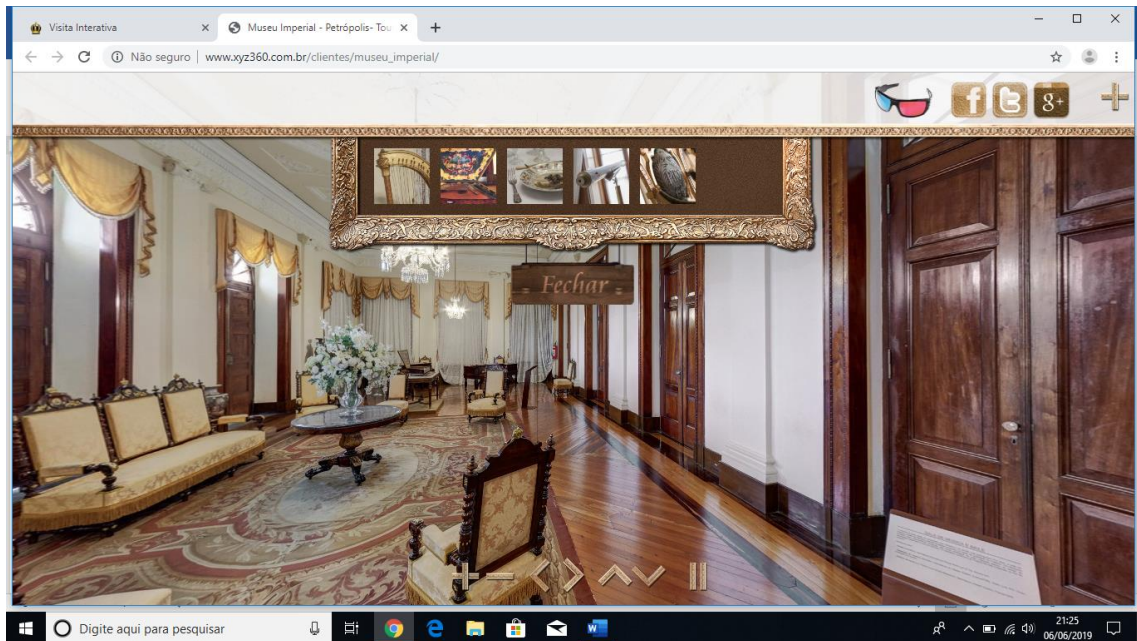 Visita Interativa
Museu Imperial - Petrópolis- Tou
Não seguro | www.xyz360.com.br/clientes/museu_imperial/
f
g+
Fechar
Digite aqui para pesquisar
W
21:25
06/06/2019